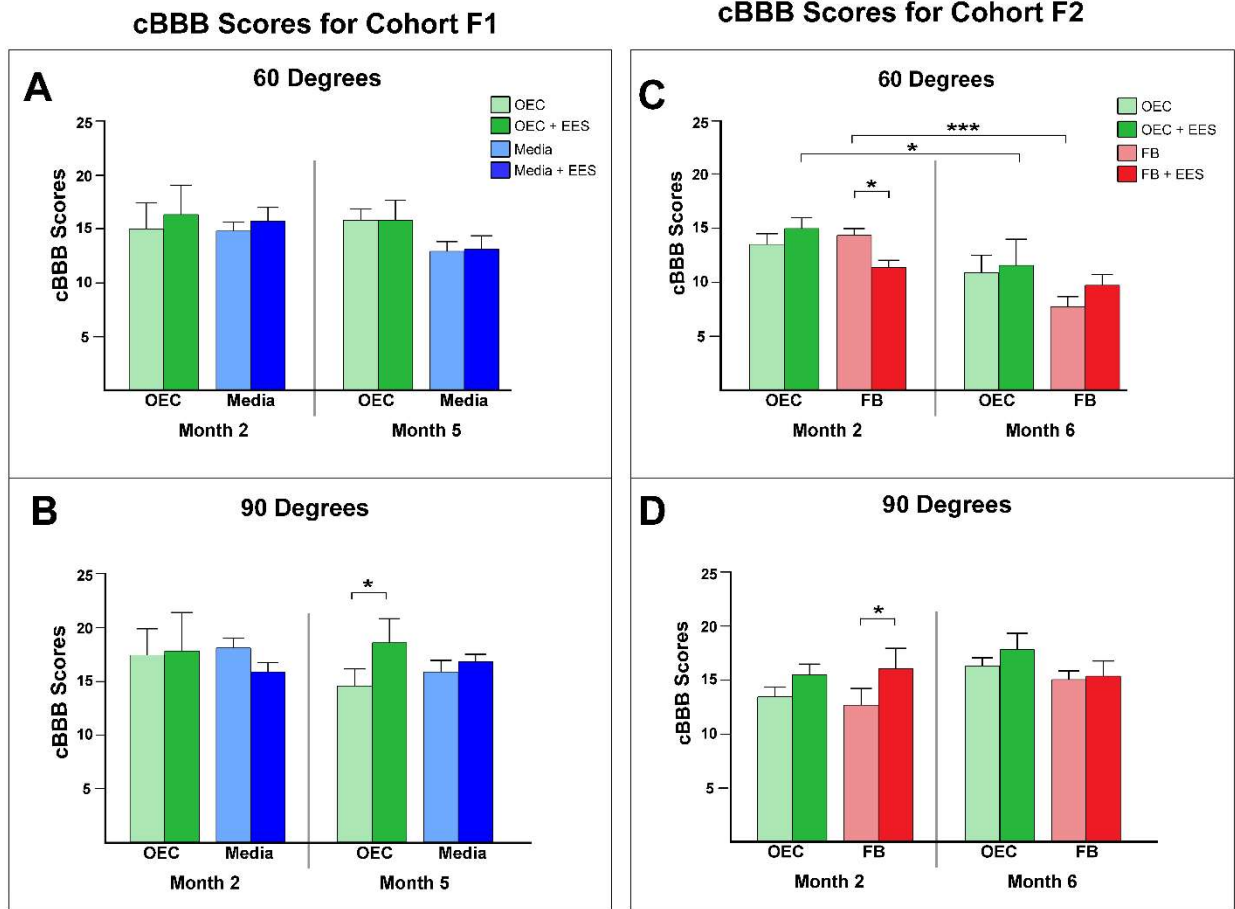 cBBB Scores for Cohort F1
A
60 Degrees
OEC
OEC + EES
Media
Media + EES
cBBB Scores
25
20
15
10
5
OEC
Media
OEC
Media
Month 2
Month 5
B
90 Degrees
cBBB Scores
25
20
15
10
5
*
OEC
Media
OEC
Media
Month 2
Month 5
cBBB Scores for Cohort F2
C
60 Degrees
OEC
OEC + EES
FB
FB + EES
cBBB Scores
25
20
15
10
5
***
*
*
OEC
FB
OEC
FB
Month 2
Month 6
D
90 Degrees
cBBB Scores
25
20
15
10
5
*
OEC
FB
OEC
FB
Month 2
Month 6